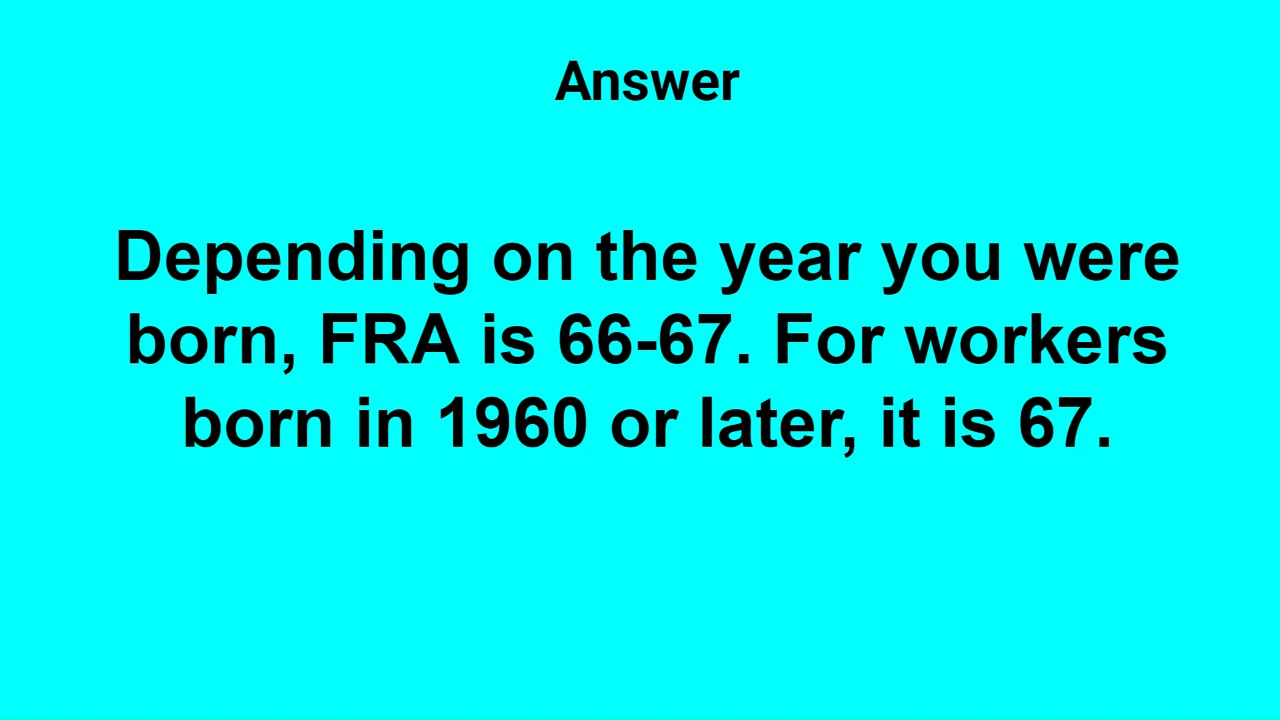 Answer
Depending on the year you were
born, FRA is 66-67. For workers
born in 1960 or later, it is 67.